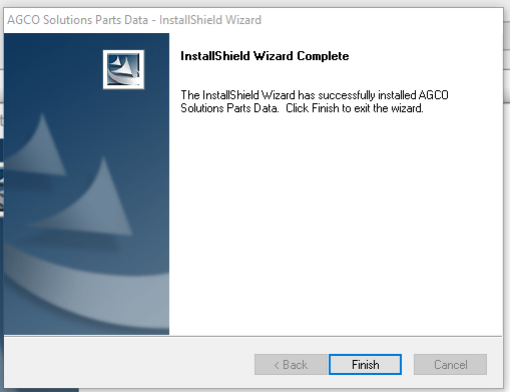 AGCO Solutions Parts Data - InstallShield Wizard
InstallShield Wizard Complete
The InstallShield Wizard has successfully installed AGCO
Solutions Parts Data. Click Finish to exit the wizard.
< Back
Finish
Cancel